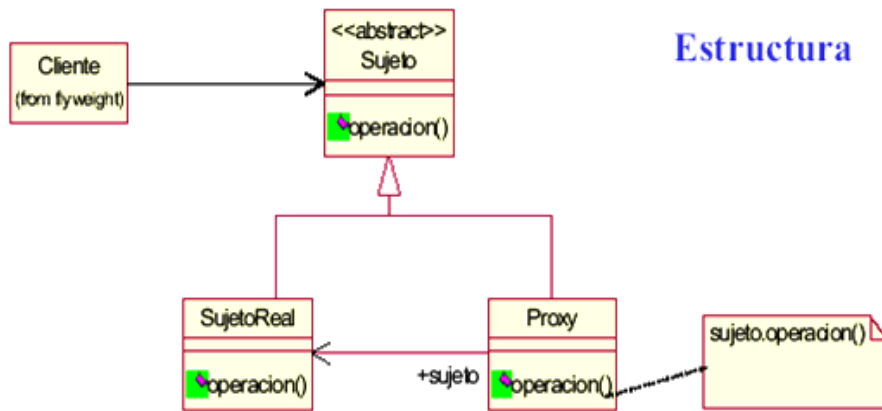 <<abstract>>
Sujeto
Estructura
Cliente
(from flyweight)
operacion()
SujetoReal
Proxy
sujeto.operacion()
+sujeto
operacion()
operacion()